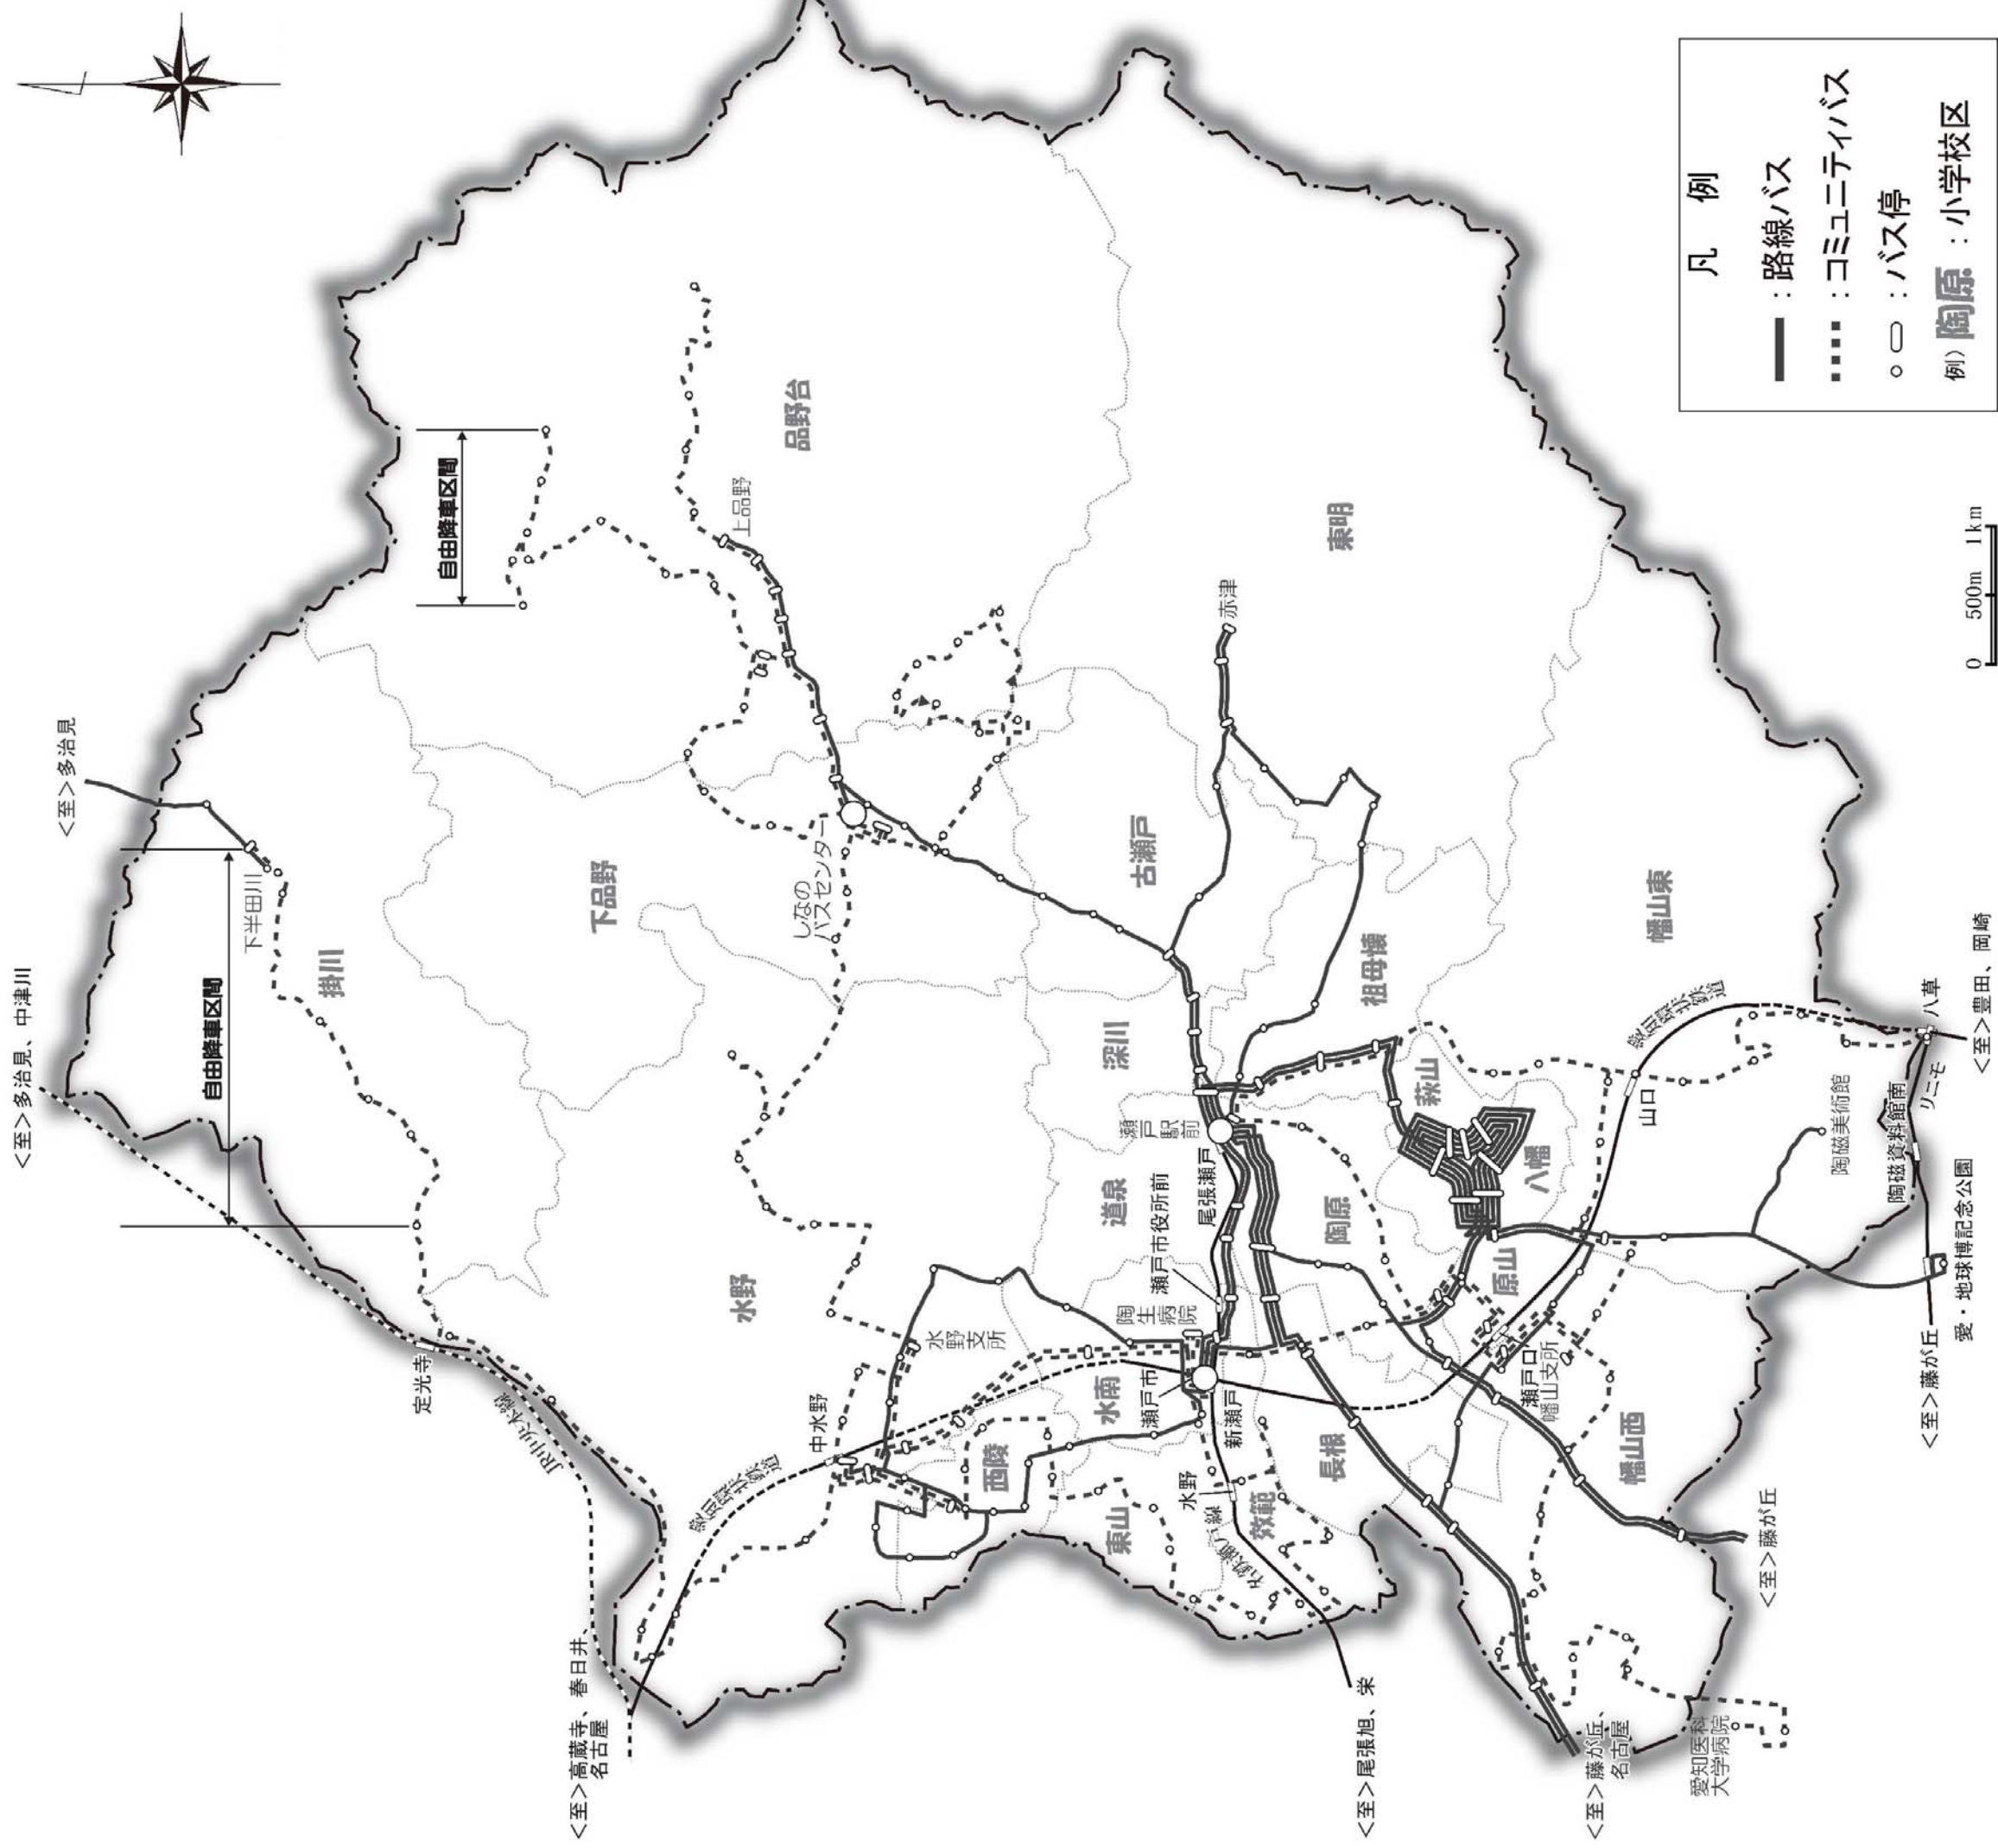 ＜至＞多治見、中津川
＜至＞多治見
自由降車区間
下半田川
掛川
自由降車区間
定光寺
JR中央本線
下品野
品野台
上品野
しなの
バスセンター
水野
水野支所
中水野
愛知環状鉄道
＜至＞高蔵寺、春日井、
名古屋
古瀬戸
赤津
東明
深川
道泉
瀬戸駅前
尾張瀬戸
瀬戸市役所前
陶生病院
水南
瀬戸市
新瀬戸
西陵
東山
水野
名鉄瀬戸線
效範
長根
陶原
祖母懐
萩山
八幡
原山
瀬戸口
幡山支所
幡山西
幡山東
愛知環状鉄道
山口
陶磁美術館
陶磁資料館南
リニモ
八草
＜至＞豊田、岡崎
愛・地球博記念公園
＜至＞藤が丘
＜至＞藤が丘
＜至＞尾張旭、栄
＜至＞藤が丘、
名古屋
愛知医科
大学病院
凡　例
：路線バス
：コミュニティバス
：バス停
例）陶原：小学校区
0　500m　1km